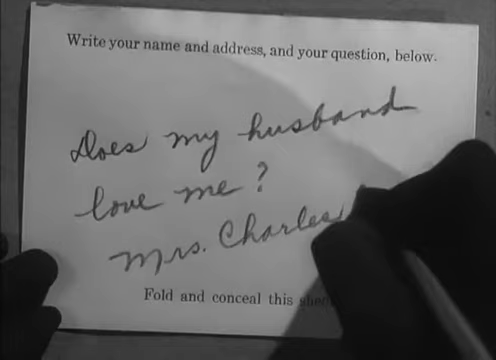 Write your name and address, and your question, below.
Does my husband
love me?
Mrs. Charles
Fold and conceal this